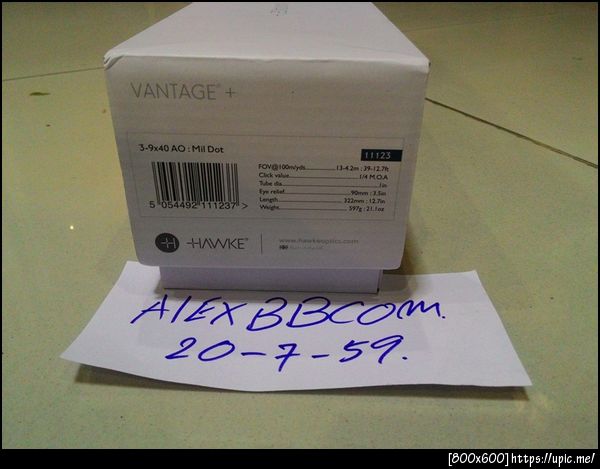 VANTAGE® +
3-9x40 AO : Mil Dot
11123
FOV@100m/yds 13-4.2m : 39-12.7ft
Click value 1/4 M.O.A
Tube dia. 1in
Eye relief 90mm : 3.5in
Length 322mm : 12.7in
Weight 597g : 21.1oz
5 054492 111237 >
HAWKE®
www.hawkeoptics.com
AlEXBBCOM.
20-7-59.
[800x600]https://upic.me/